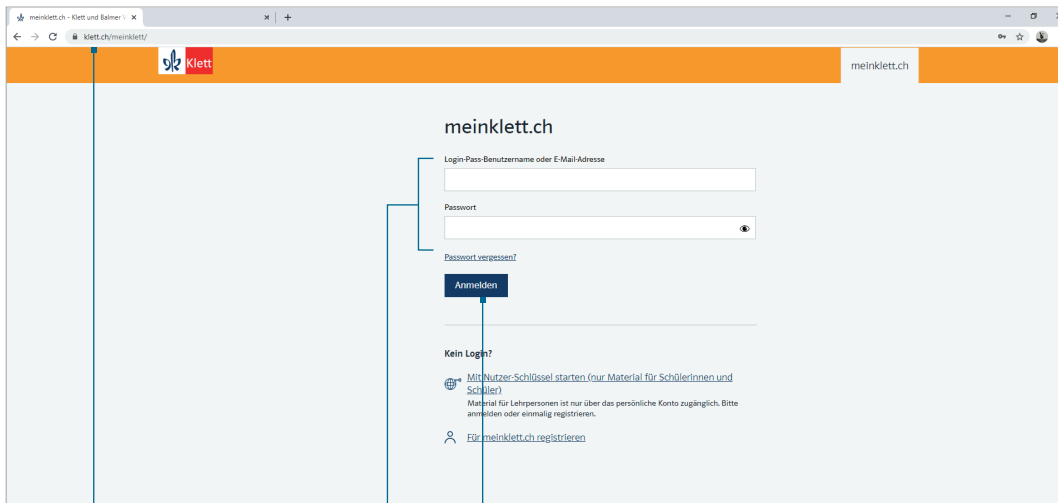 meinklett.ch - Klett und Balmer
klett.ch/meinklett/
Klett
meinklett.ch
meinklett.ch
Login-Pass-Benutzername oder E-Mail-Adresse
Passwort
Passwort vergessen?
Anmelden
Kein Login?
Mit Nutzer-Schlüssel starten (nur Material für Schülerinnen und
Schüler)
Material für Lehrpersonen ist nur über das persönliche Konto zugänglich. Bitte
anmelden oder einmalig registrieren.
Für meinklett.ch registrieren